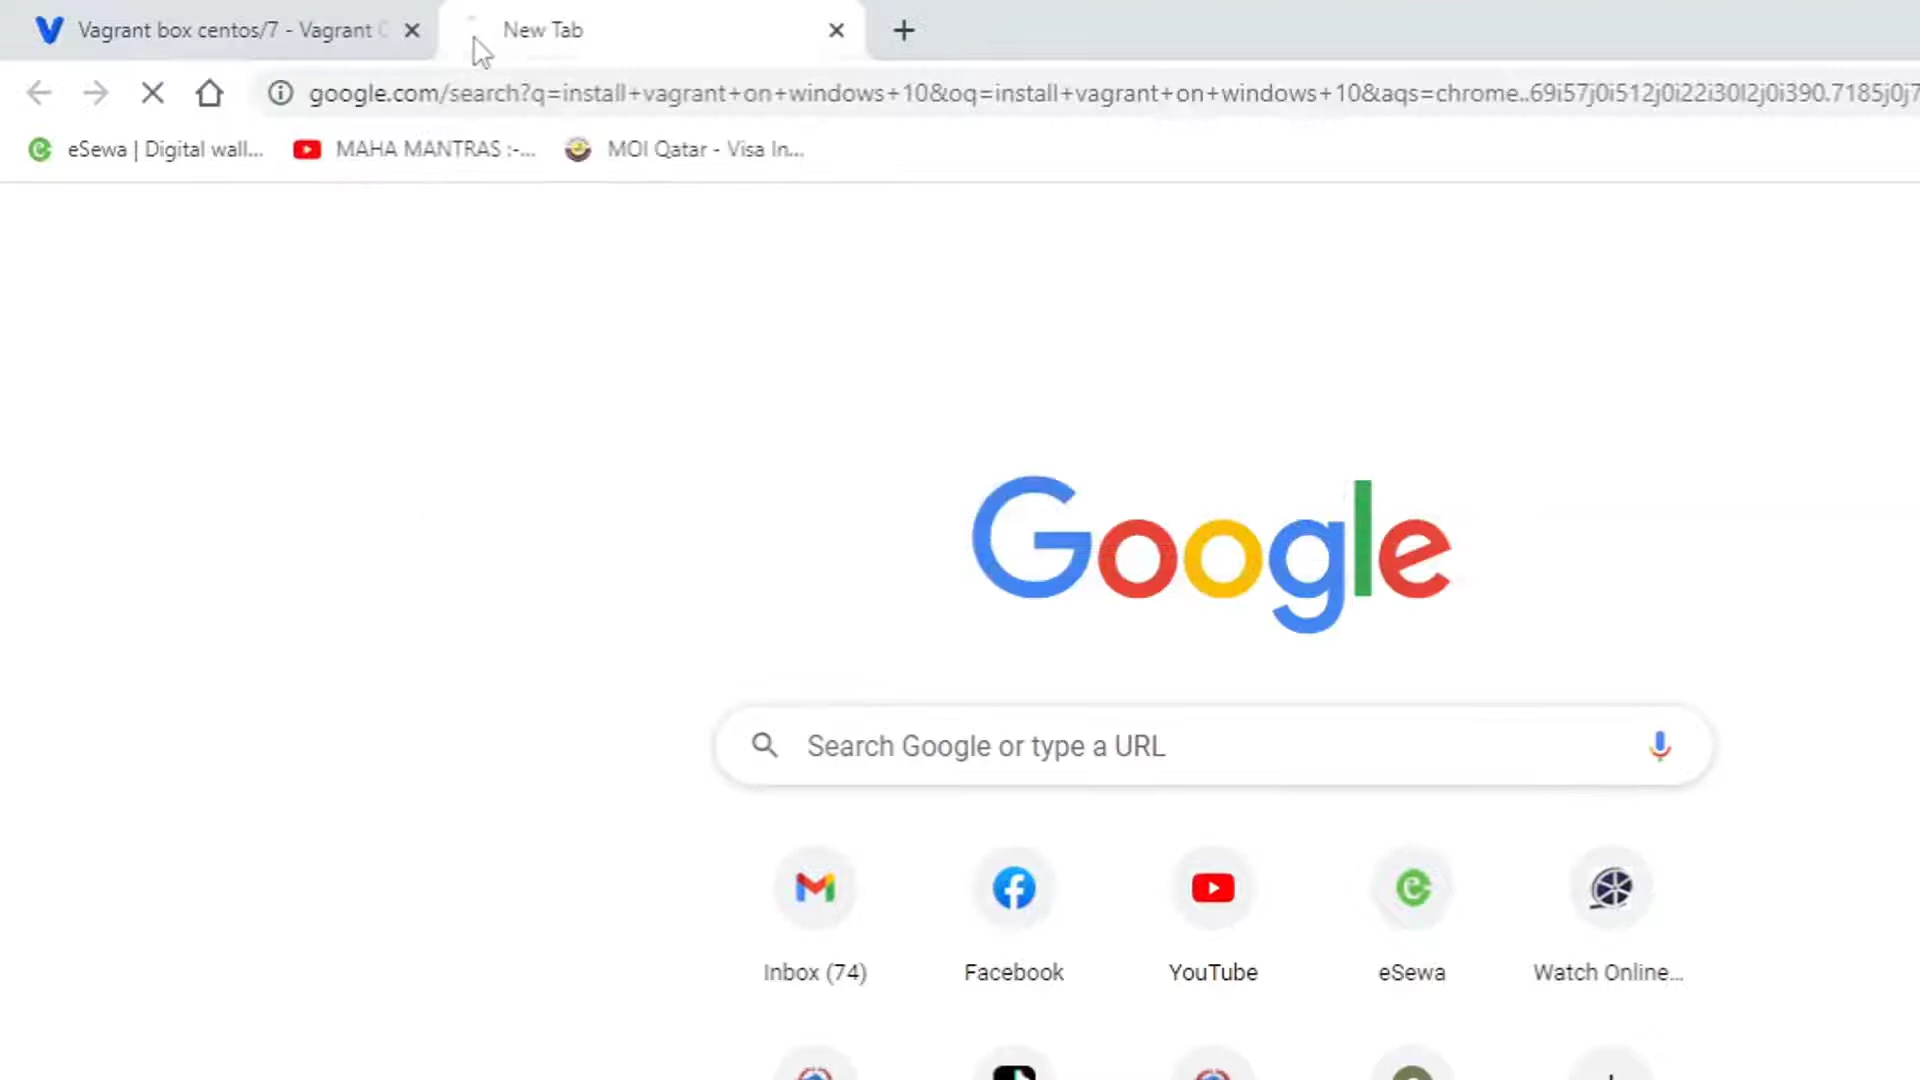 Vagrant box centos/7 - Vagrant C
New Tab
google.com/search?q=install+vagrant+on+windows+10&oq=install+vagrant+on+windows+10&aqs=chrome..69i57j0i512j0i22i30l2j0i390.7185j0j7
eSewa | Digital wall...
MAHA MANTRAS :-...
MOI Qatar - Visa In...
Google
Search Google or type a URL
Inbox (74)
Facebook
YouTube
eSewa
Watch Online...